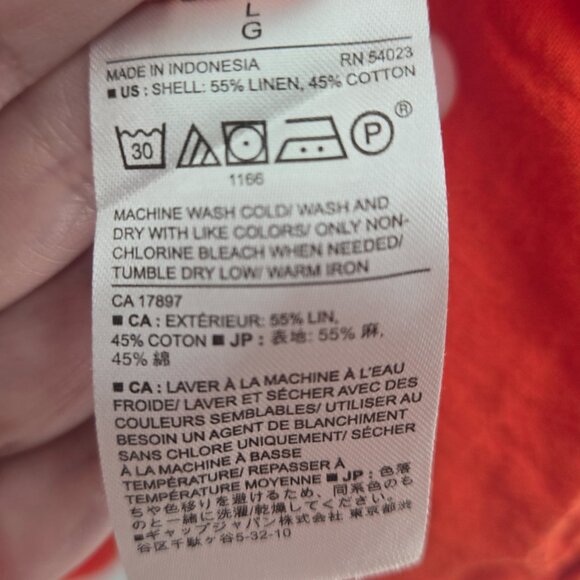 L
G
MADE IN INDONESIA RN 54023
■ US : SHELL: 55% LINEN, 45% COTTON
30 P ®
1166
MACHINE WASH COLD/ WASH AND
DRY WITH LIKE COLORS/ ONLY NON-
CHLORINE BLEACH WHEN NEEDED/
TUMBLE DRY LOW/ WARM IRON
CA 17897
■ CA : EXTÉRIEUR: 55% LIN,
45% COTON ■ JP : 表地: 55% 麻,
45% 綿
■ CA : LAVER À LA MACHINE À L'EAU
FROIDE/ LAVER ET SÉCHER AVEC DES
COULEURS SEMBLABLES/ UTILISER AU
BESOIN UN AGENT DE BLANCHIMENT
SANS CHLORE UNIQUEMENT/ SÉCHER
À LA MACHINE À BASSE
TEMPÉRATURE/ REPASSER À
TEMPÉRATURE MOYENNE ■ JP : 色落
ちや色移りを避けるため、同系色のも
のと一緒に洗濯/乾燥してください。
■ギャップジャパン株式会社 東京都渋
谷区千駄ヶ谷5-32-10